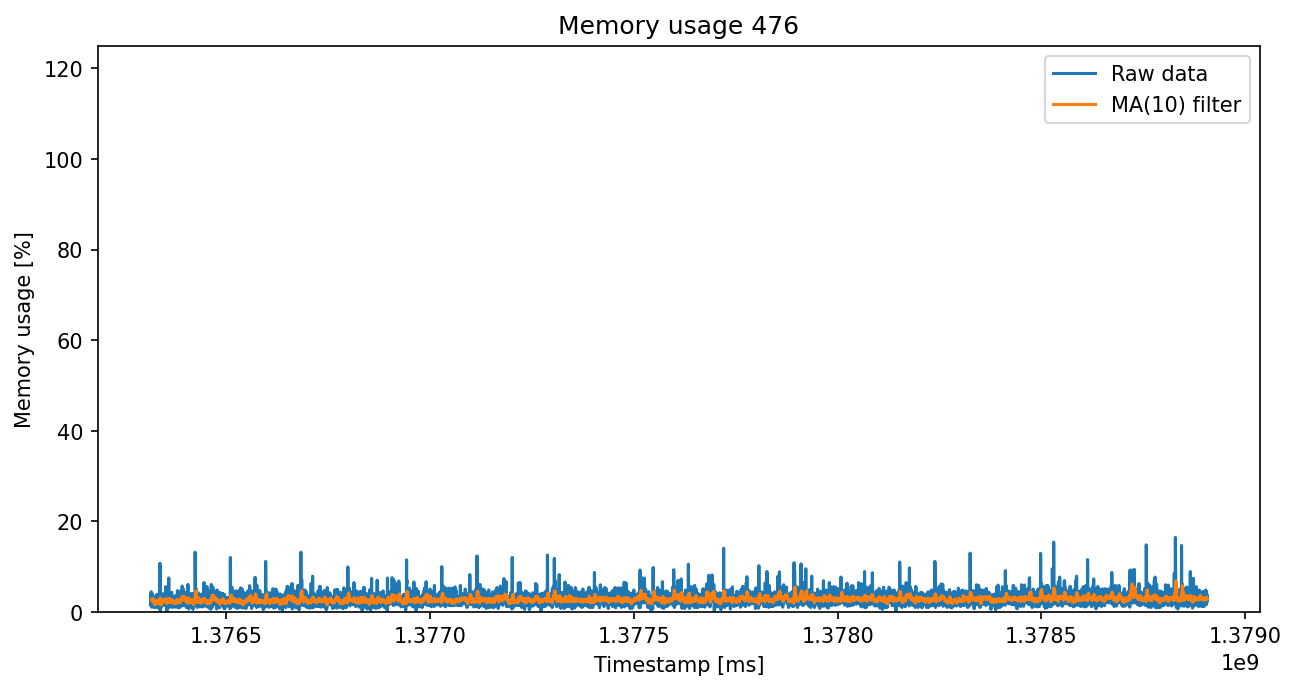 Memory usage 476
Raw data
MA(10) filter
Memory usage [%]
120
100
80
60
40
20
0
1.3765 1.3770 1.3775 1.3780 1.3785 1.3790
1e9
Timestamp [ms]